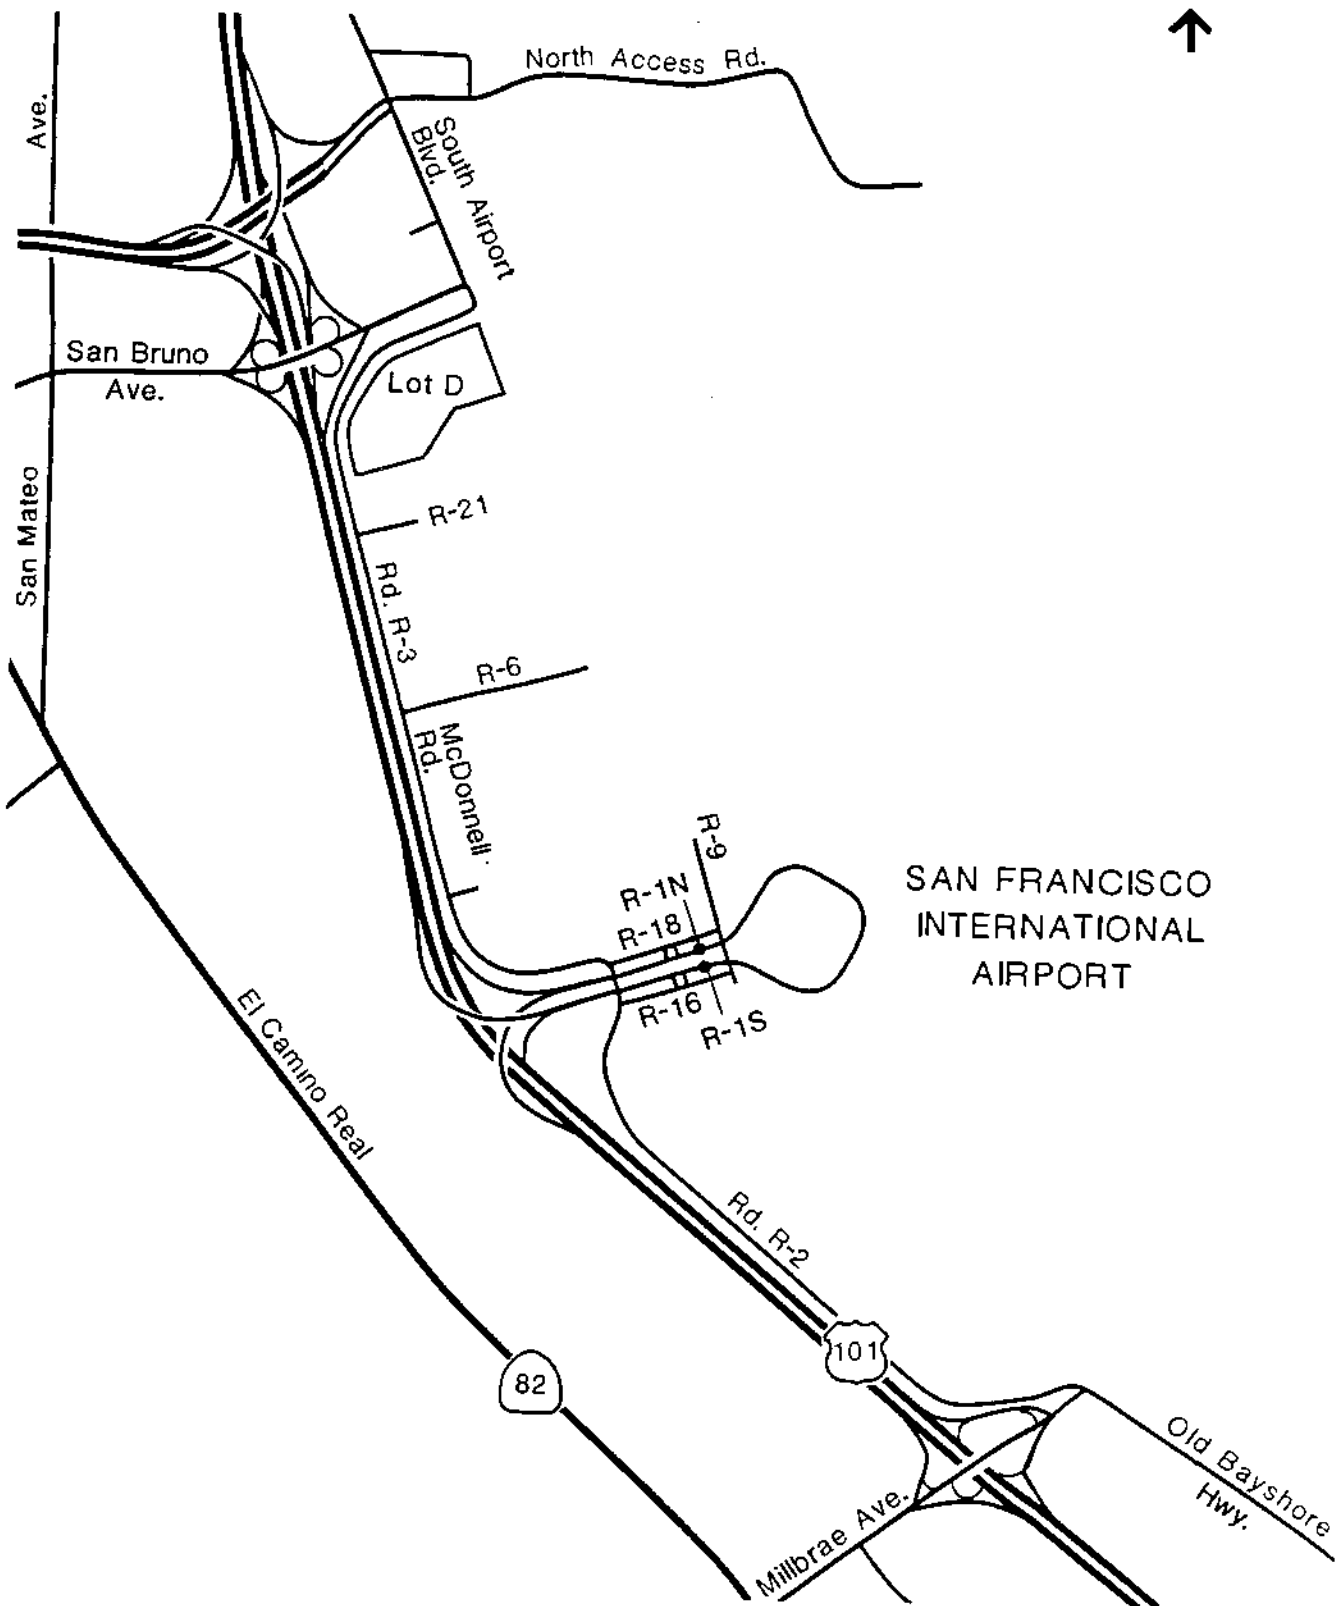 North Access Rd.
Ave.
South Airport
Blvd.
San Bruno
Ave.
Lot D
San Mateo
R-21
Rd. R-3
R-6
McDonnell
Rd.
R-9
R-1N
R-18
SAN FRANCISCO
INTERNATIONAL
AIRPORT
R-16
R-1S
El Camino Real
Rd. R-2
101
82
Old Bayshore
Hwy.
Millbrae Ave.